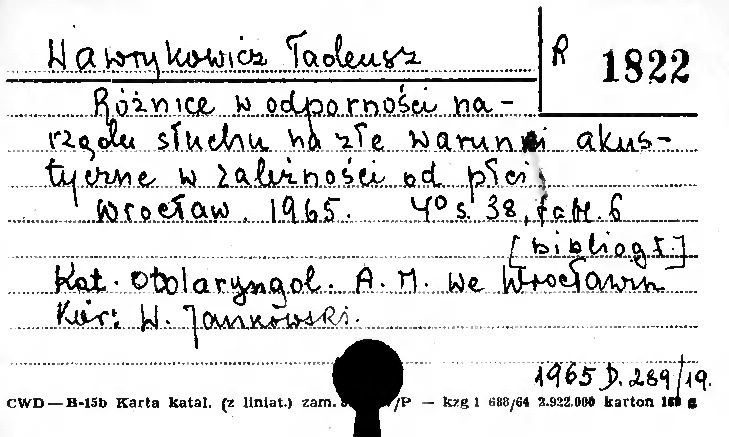 Wawrykowicz Tadeusz
R 1822
Różnice w odporności na-
rządu słuchu na złe warunki akus-
tyczne w zależności od płci
Wrocław. 1965. 4° s. 38, tabl. 6
[bibliogr.]
Kat. Otolaryngol. A. M. we Wrocławiu
Kier: W. Jankowski.
1965 D. 289/19.
CWD — B-15b Karta katal. (z liniat.) zam. /P — kzg 1 688/64 2.922.000 karton g